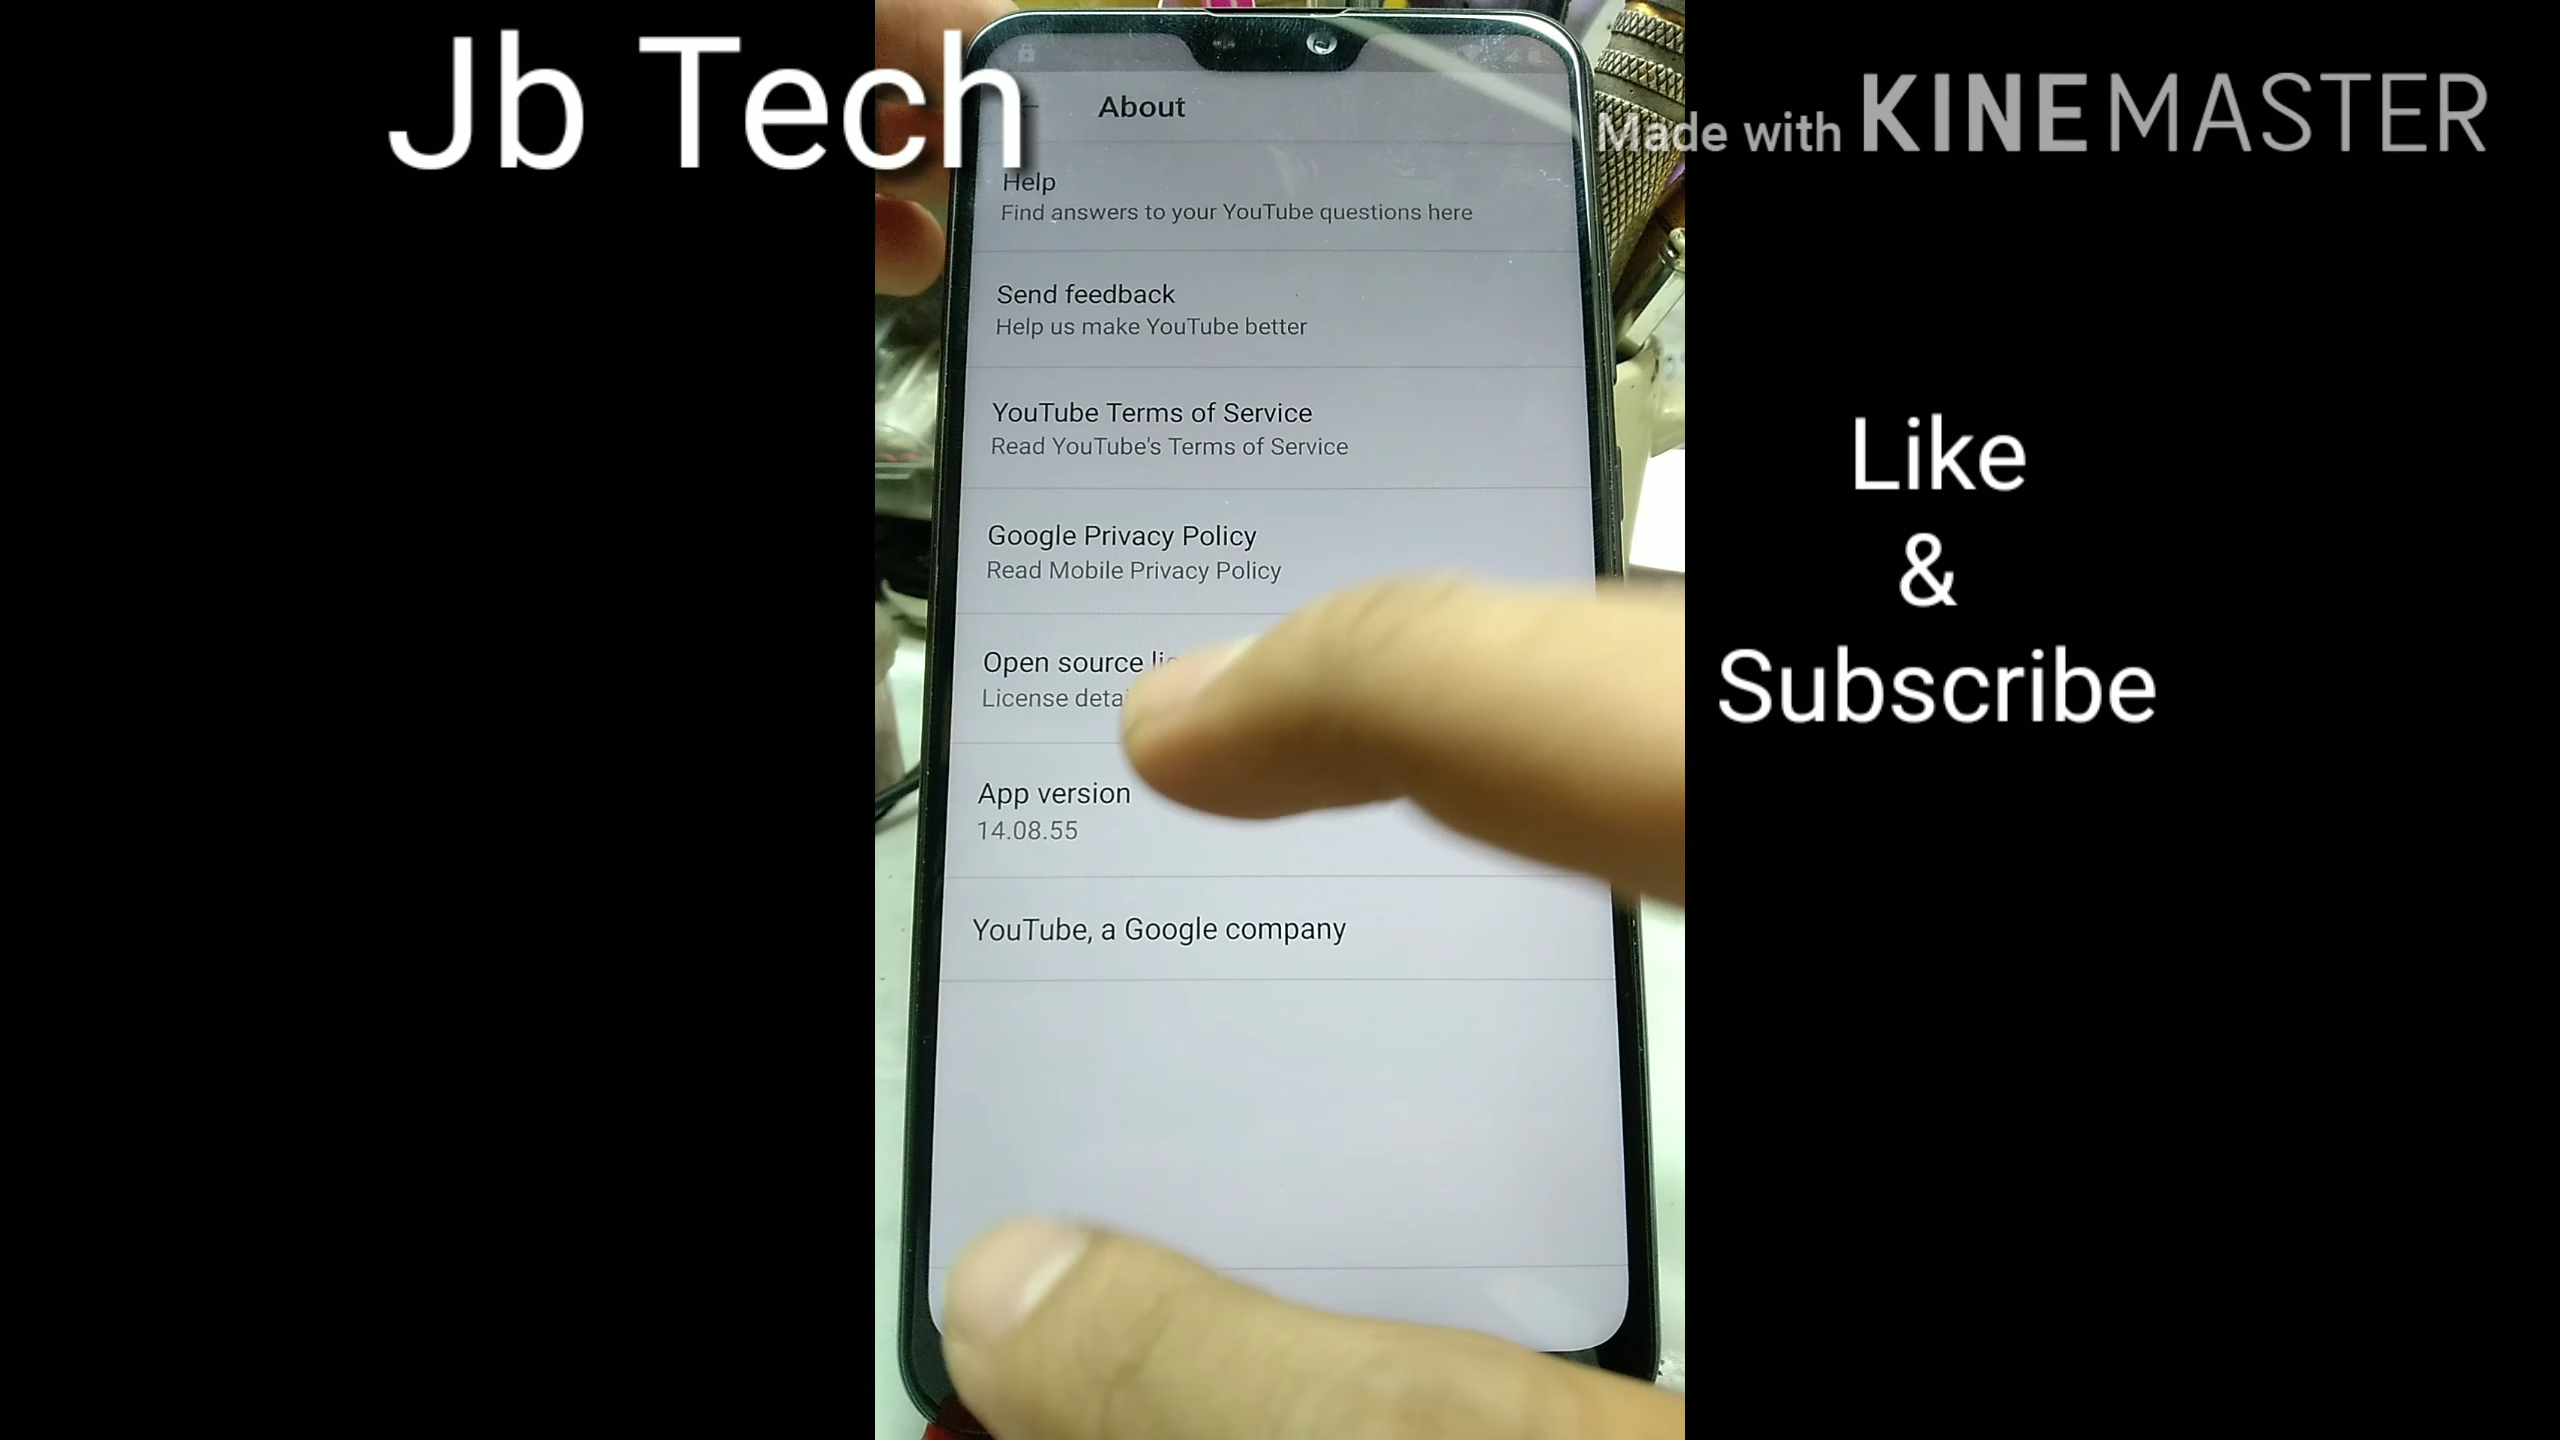 Jb Tech
Made with KINEMASTER
Like
&
Subscribe
About
Help
Find answers to your YouTube questions here
Send feedback
Help us make YouTube better
YouTube Terms of Service
Read YouTube's Terms of Service
Google Privacy Policy
Read Mobile Privacy Policy
Open source
License
App version
14.08.55
YouTube, a Google company